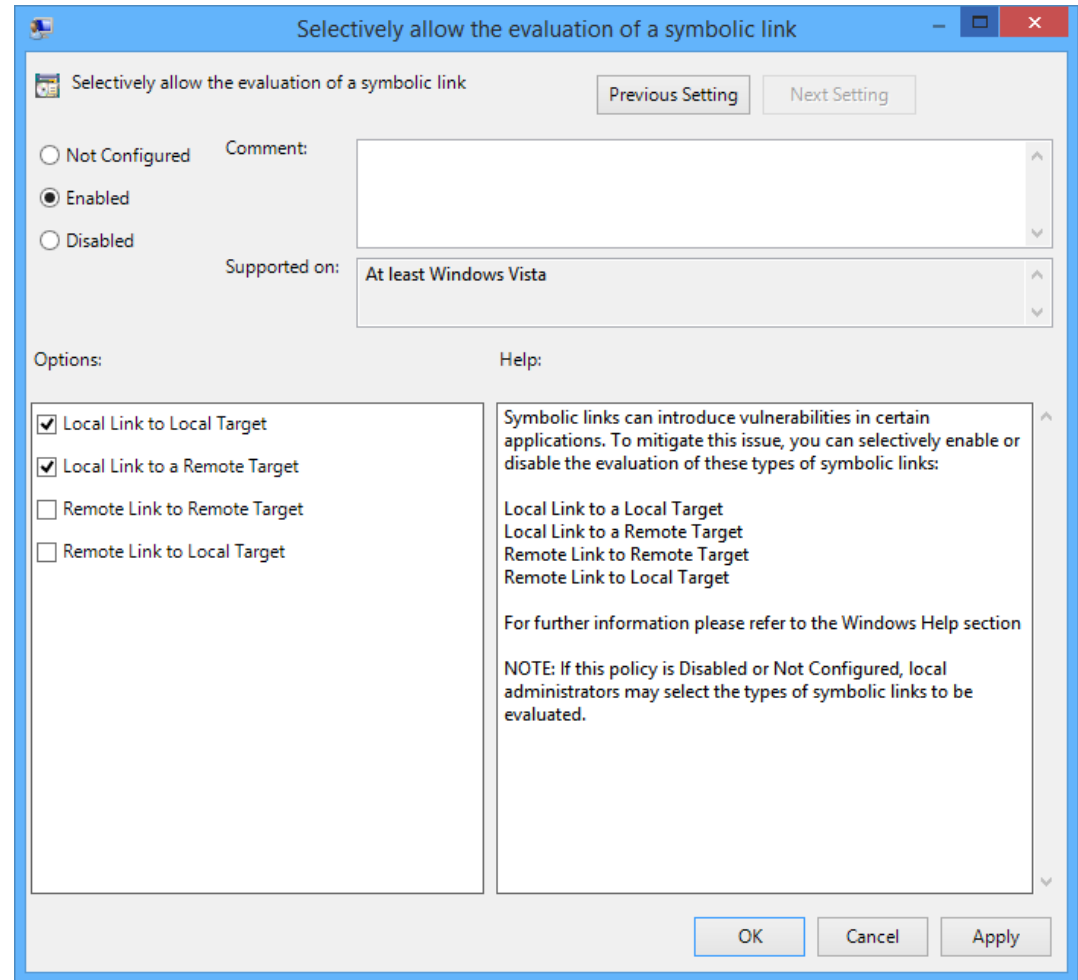 Selectively allow the evaluation of a symbolic link
Selectively allow the evaluation of a symbolic link
Previous Setting
Next Setting
Not Configured
Comment:
Enabled
Disabled
Supported on:
At least Windows Vista
Options:
Help:
Local Link to Local Target
Local Link to a Remote Target
Remote Link to Remote Target
Remote Link to Local Target
Symbolic links can introduce vulnerabilities in certain
applications. To mitigate this issue, you can selectively enable or
disable the evaluation of these types of symbolic links:
Local Link to a Local Target
Local Link to a Remote Target
Remote Link to Remote Target
Remote Link to Local Target
For further information please refer to the Windows Help section
NOTE: If this policy is Disabled or Not Configured, local
administrators may select the types of symbolic links to be
evaluated.
OK
Cancel
Apply